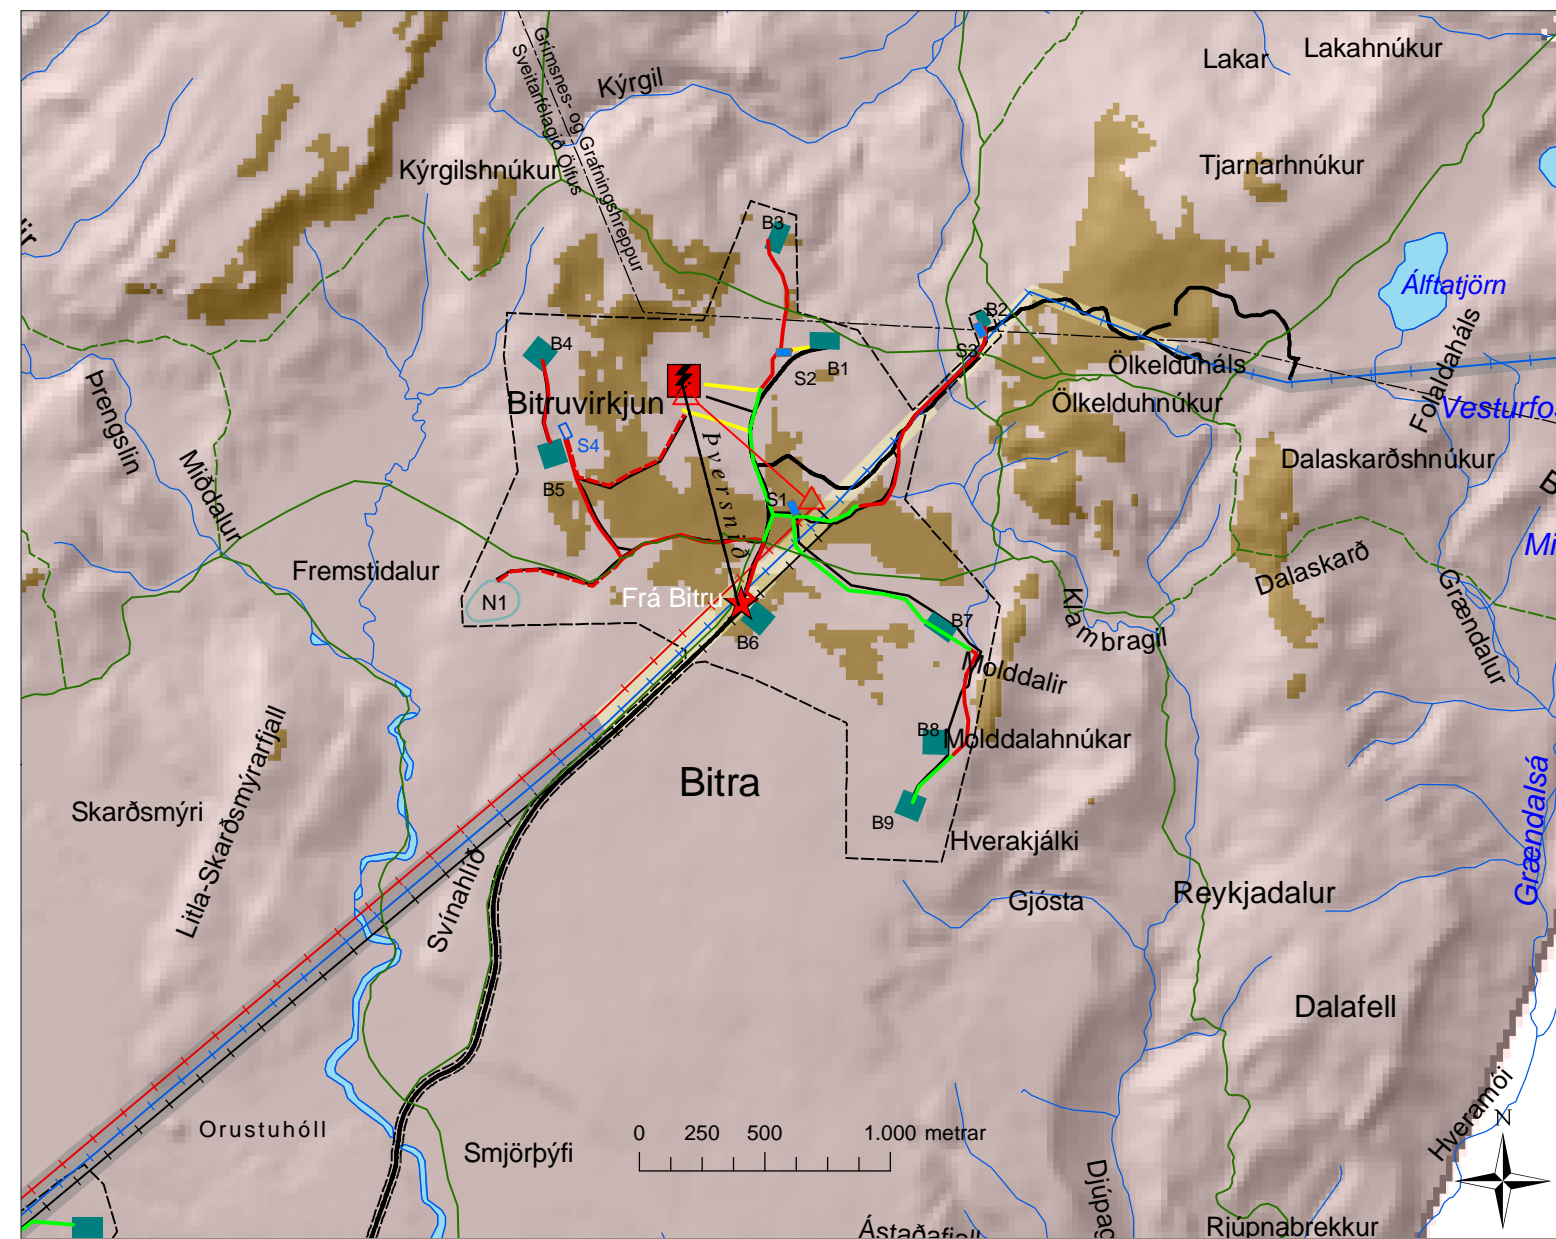 Lakar
Lakahnúkur
Grímsnes- og Grafningshreppur
Sveitarfélagið Ölfus
Kýrgil
Kýrgilshnúkur
Tjarnarhnúkur
B3
Álftatjörn
B2
B4
S3
B1
S2
Ölkelduháls
Folaldaháls
Bitruvirkjun
Ölkelduhnúkur
Þrengslin
Miðdalur
S4
Þversnið
Dalaskarðshnúkur
B5
S1
Fremstidalur
Dalaskarð
N1
Frá Bitru
Klambragil
Grændalur
B7
B6
Molddalir
B8
Molddalahnúkar
Bitra
Skarðsmýri
Litla-Skarðsmýrarfjall
B9
Hverakjálki
Grændalsá
Svínahlíð
Gjósta
Reykjadalur
Dalafell
Orustuhóll
Smjörþýfi
0 250 500 1.000 metrar
Hveramói
N
Rjúpnabrekkur